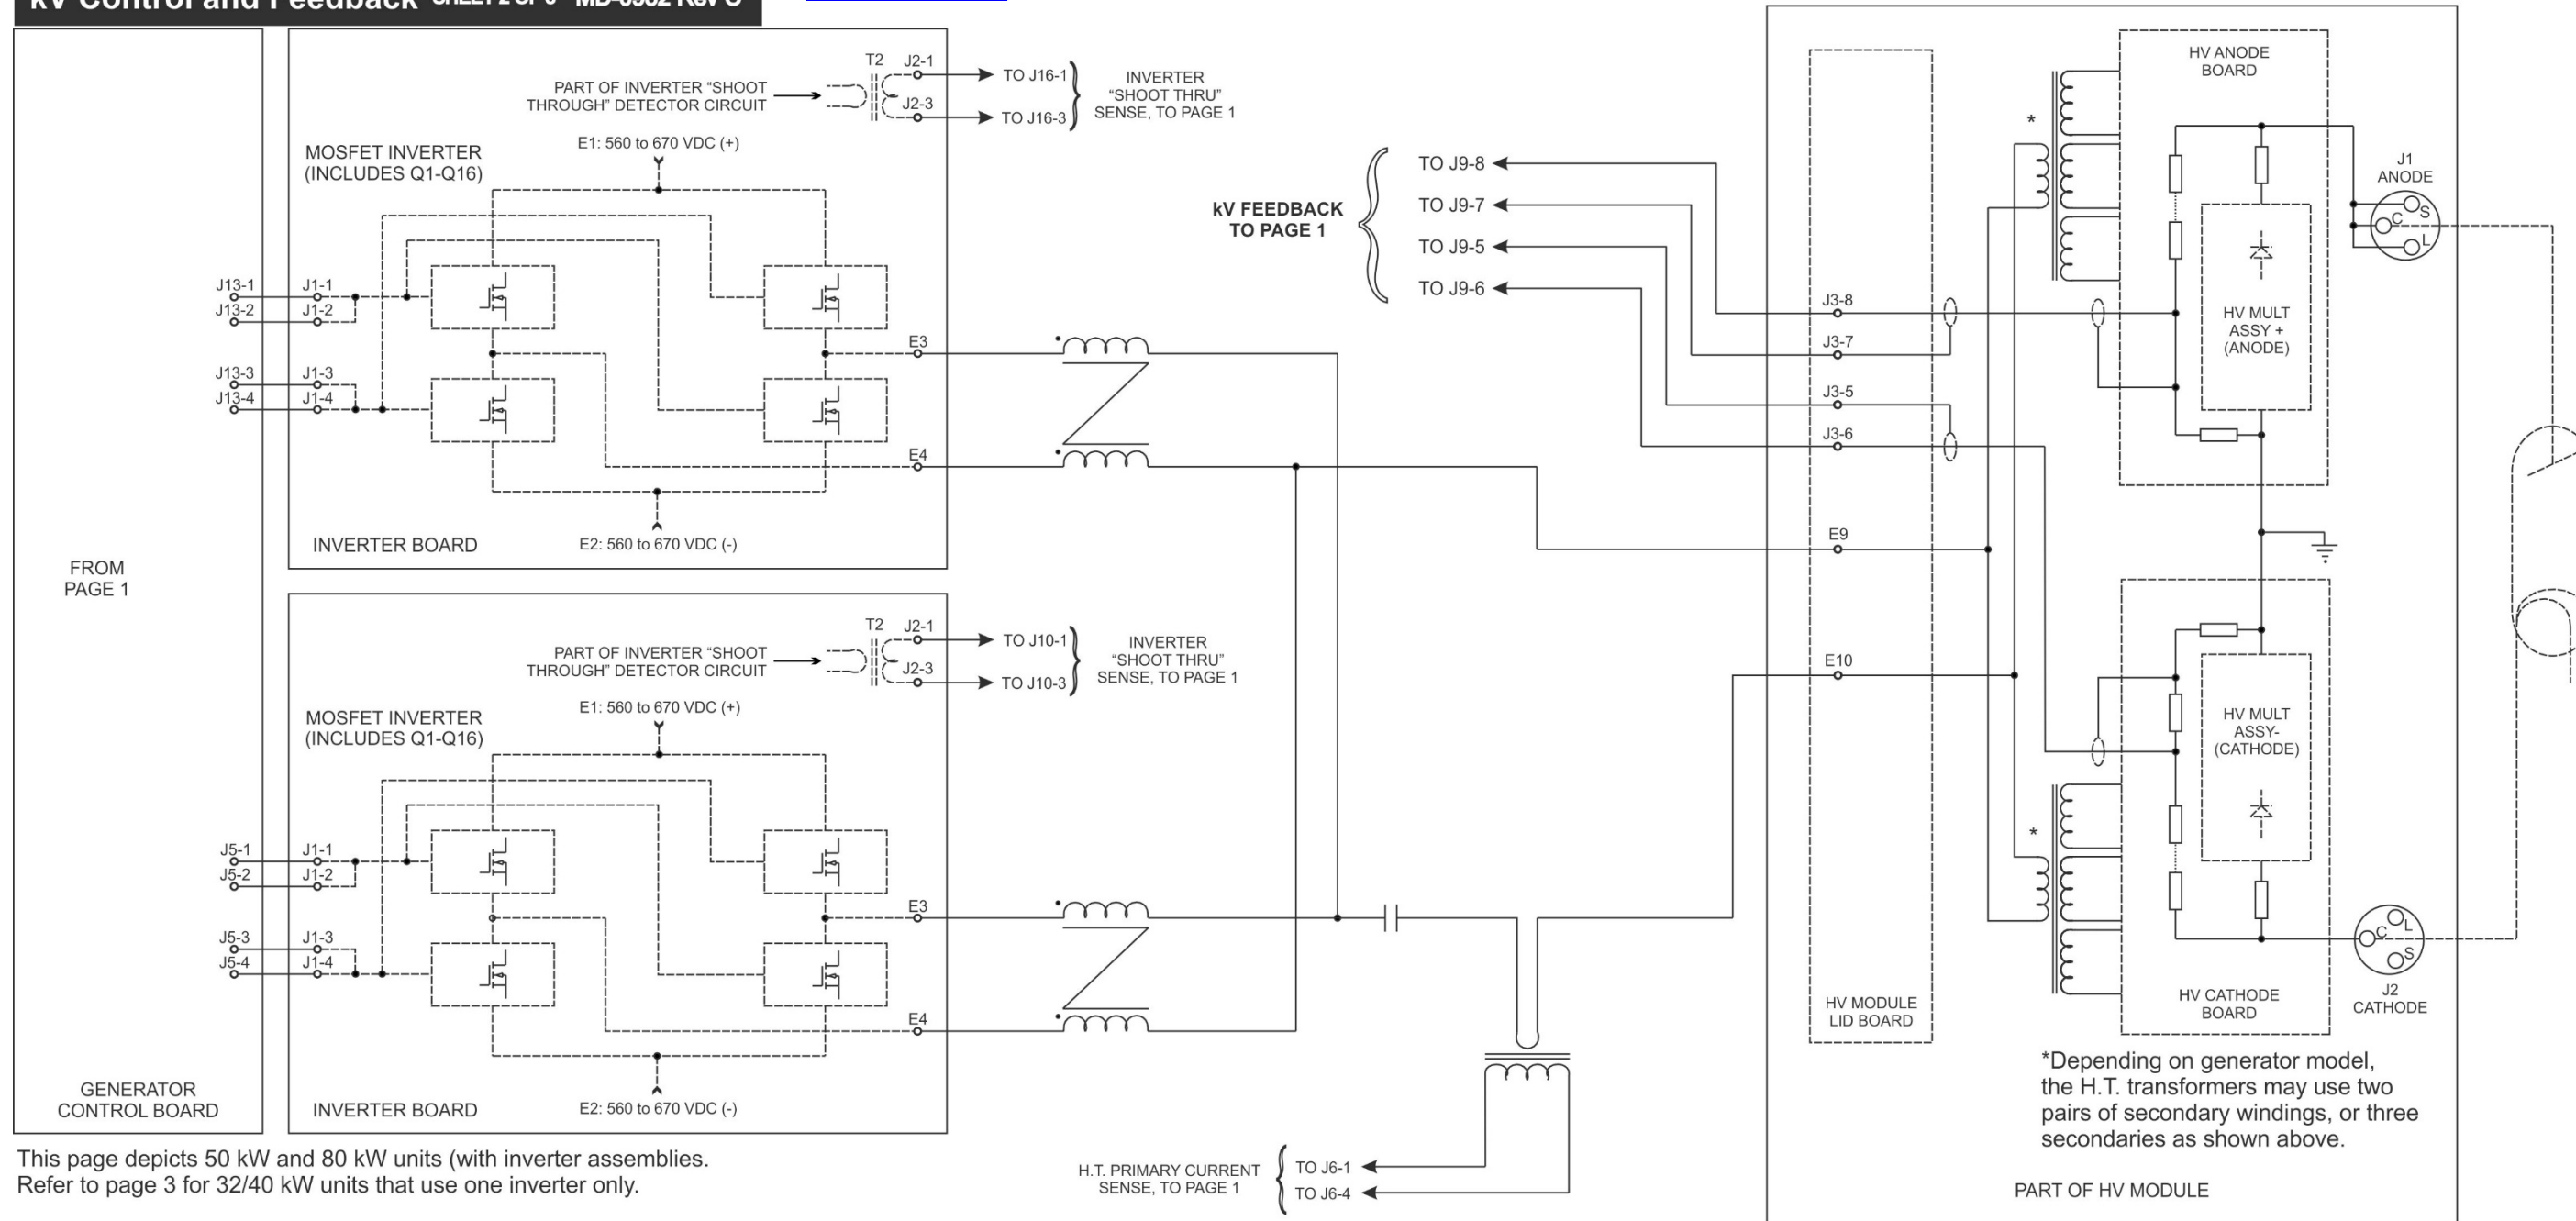 kV Control and Feedback SHEET 2 OF 3
T2
J2-1
J2-3
PART OF INVERTER “SHOOT
THROUGH” DETECTOR CIRCUIT
TO J16-1
TO J16-3
INVERTER
“SHOOT THRU”
SENSE, TO PAGE 1
E1: 560 to 670 VDC (+)
MOSFET INVERTER
(INCLUDES Q1-Q16)
J13-1
J13-2
J1-1
J1-2
J13-3
J13-4
J1-3
J1-4
E3
E4
E2: 560 to 670 VDC (-)
INVERTER BOARD
FROM
PAGE 1
T2
J2-1
J2-3
PART OF INVERTER “SHOOT
THROUGH” DETECTOR CIRCUIT
TO J10-1
TO J10-3
INVERTER
“SHOOT THRU”
SENSE, TO PAGE 1
E1: 560 to 670 VDC (+)
MOSFET INVERTER
(INCLUDES Q1-Q16)
J5-1
J5-2
J1-1
J1-2
J5-3
J5-4
J1-3
J1-4
E3
E4
E2: 560 to 670 VDC (-)
INVERTER BOARD
GENERATOR
CONTROL BOARD
This page depicts 50 kW and 80 kW units (with inverter assemblies.
Refer to page 3 for 32/40 kW units that use one inverter only.
kV FEEDBACK
TO PAGE 1
TO J9-8
TO J9-7
TO J9-5
TO J9-6
H.T. PRIMARY CURRENT
SENSE, TO PAGE 1
TO J6-1
TO J6-4
J3-8
J3-7
J3-5
J3-6
E9
E10
HV MODULE
LID BOARD
*
HV ANODE
BOARD
HV MULT
ASSY +
(ANODE)
J1
ANODE
S
C
L
HV MULT
ASSY-
(CATHODE)
*
HV CATHODE
BOARD
L
C
S
J2
CATHODE
*Depending on generator model,
the H.T. transformers may use two
pairs of secondary windings, or three
secondaries as shown above.
PART OF HV MODULE